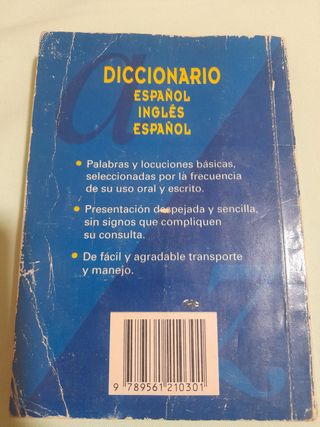 DICCIONARIO
ESPAÑOL
INGLÉS
ESPAÑOL
• Palabras y locuciones básicas,
seleccionadas por la frecuencia
de su uso oral y escrito.
• Presentación despejada y sencilla,
sin signos que compliquen
su consulta.
• De fácil y agradable transporte
y manejo.
9 789561 210301